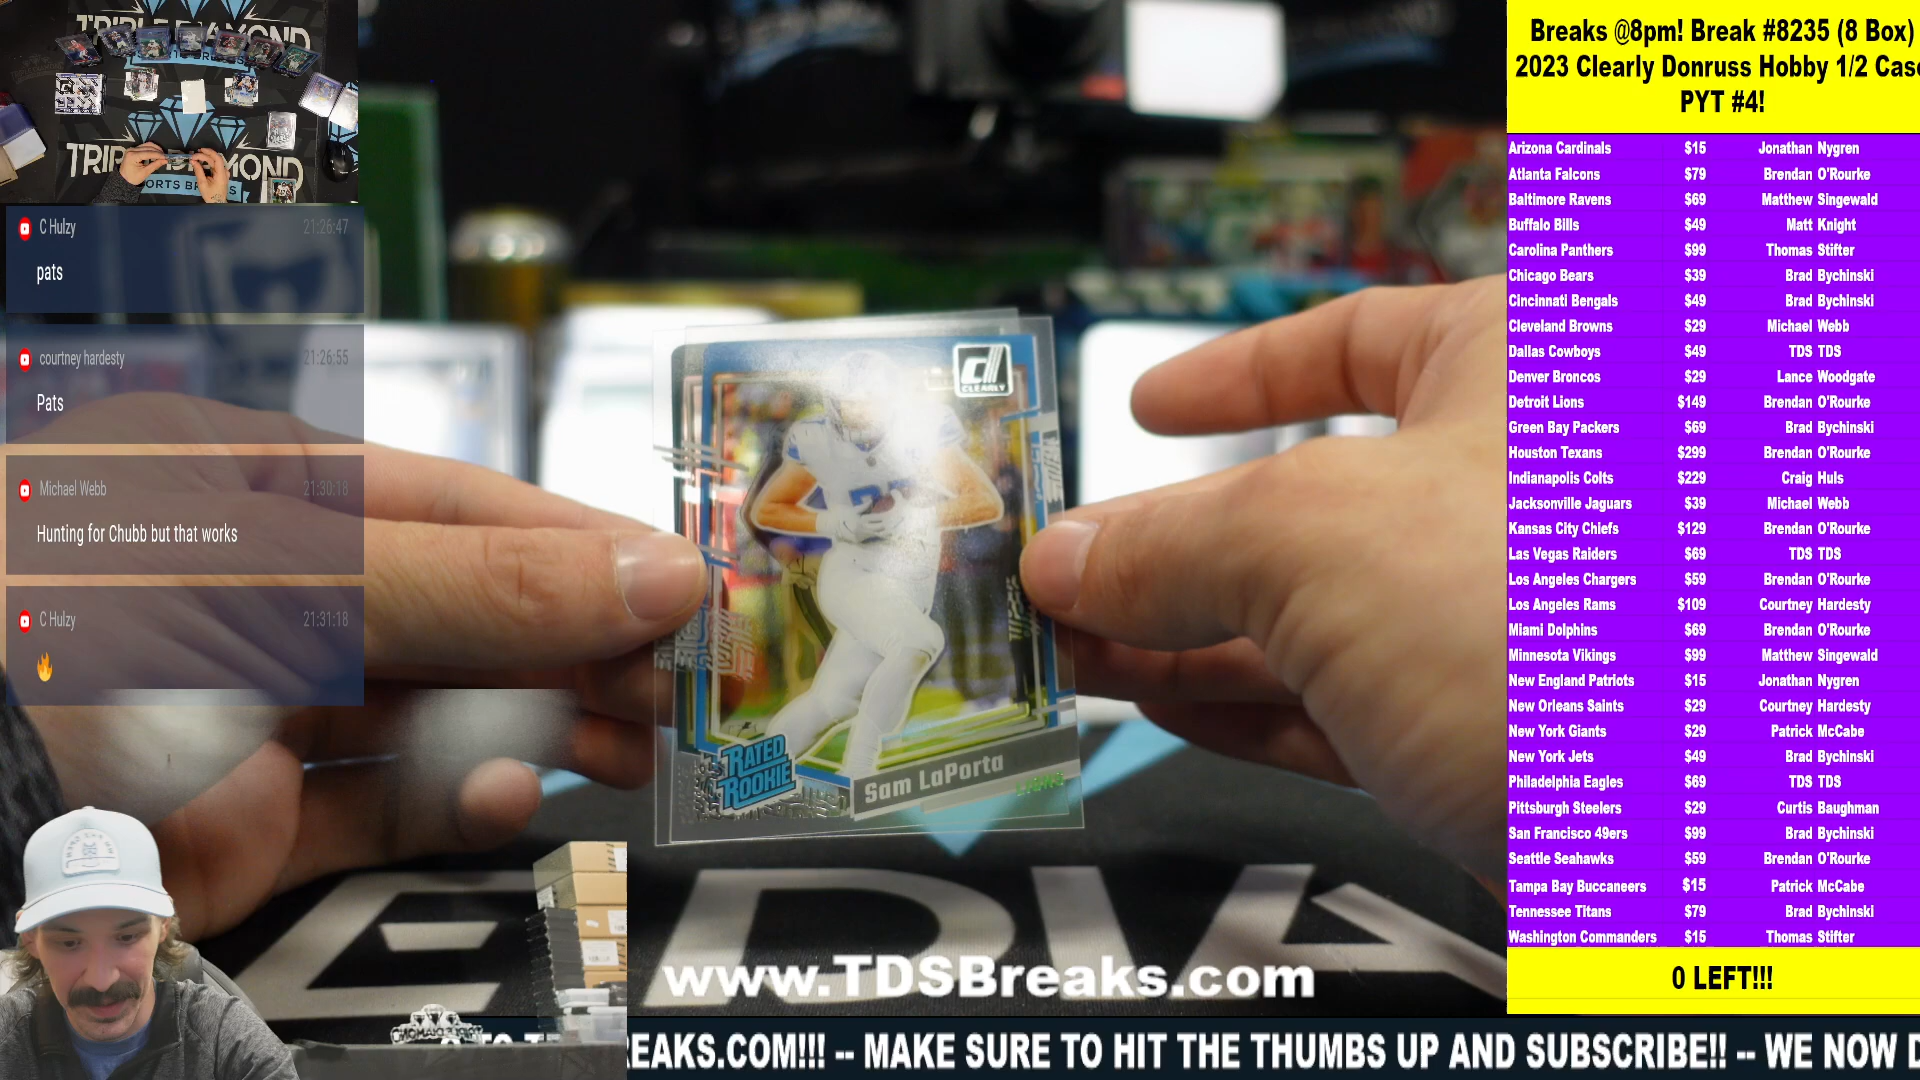 Breaks @8pm! Break #8235 (8 Box)
2023 Clearly Donruss Hobby 1/2 Case
PYT #4!
Arizona Cardinals $15 Jonathan Nygren
Atlanta Falcons $79 Brendan O'Rourke
Baltimore Ravens $69 Matthew Singewald
Buffalo Bills $49 Matt Knight
Carolina Panthers $99 Thomas Stifter
Chicago Bears $39 Brad Bychinski
Cincinnati Bengals $49 Brad Bychinski
Cleveland Browns $29 Michael Webb
Dallas Cowboys $49 TDS TDS
Denver Broncos $29 Lance Woodgate
Detroit Lions $149 Brendan O'Rourke
Green Bay Packers $69 Brad Bychinski
Houston Texans $299 Brendan O'Rourke
Indianapolis Colts $229 Craig Huls
Jacksonville Jaguars $39 Michael Webb
Kansas City Chiefs $129 Brendan O'Rourke
Las Vegas Raiders $69 TDS TDS
Los Angeles Chargers $59 Brendan O'Rourke
Los Angeles Rams $109 Courtney Hardesty
Miami Dolphins $69 Brendan O'Rourke
Minnesota Vikings $99 Matthew Singewald
New England Patriots $15 Jonathan Nygren
New Orleans Saints $29 Courtney Hardesty
New York Giants $29 Patrick McCabe
New York Jets $49 Brad Bychinski
Philadelphia Eagles $69 TDS TDS
Pittsburgh Steelers $29 Curtis Baughman
San Francisco 49ers $99 Brad Bychinski
Seattle Seahawks $59 Brendan O'Rourke
Tampa Bay Buccaneers $15 Patrick McCabe
Tennessee Titans $79 Brad Bychinski
Washington Commanders $15 Thomas Stifter
0 LEFT!!!
TRIPLE DIAMOND
TRIPLE DIAMOND
SPORTS BREAKS
C Hulzy 21:26:47
pats
courtney hardesty 21:26:55
Pats
Michael Webb 21:30:18
Hunting for Chubb but that works
C Hulzy 21:31:18
🔥
d
CLEARLY
RATED
ROOKIE
Sam LaPorta
LIONS
E DIA
www.TDSBreaks.com
REAKS.COM!!! -- MAKE SURE TO HIT THE THUMBS UP AND SUBSCRIBE!! -- WE NOW D